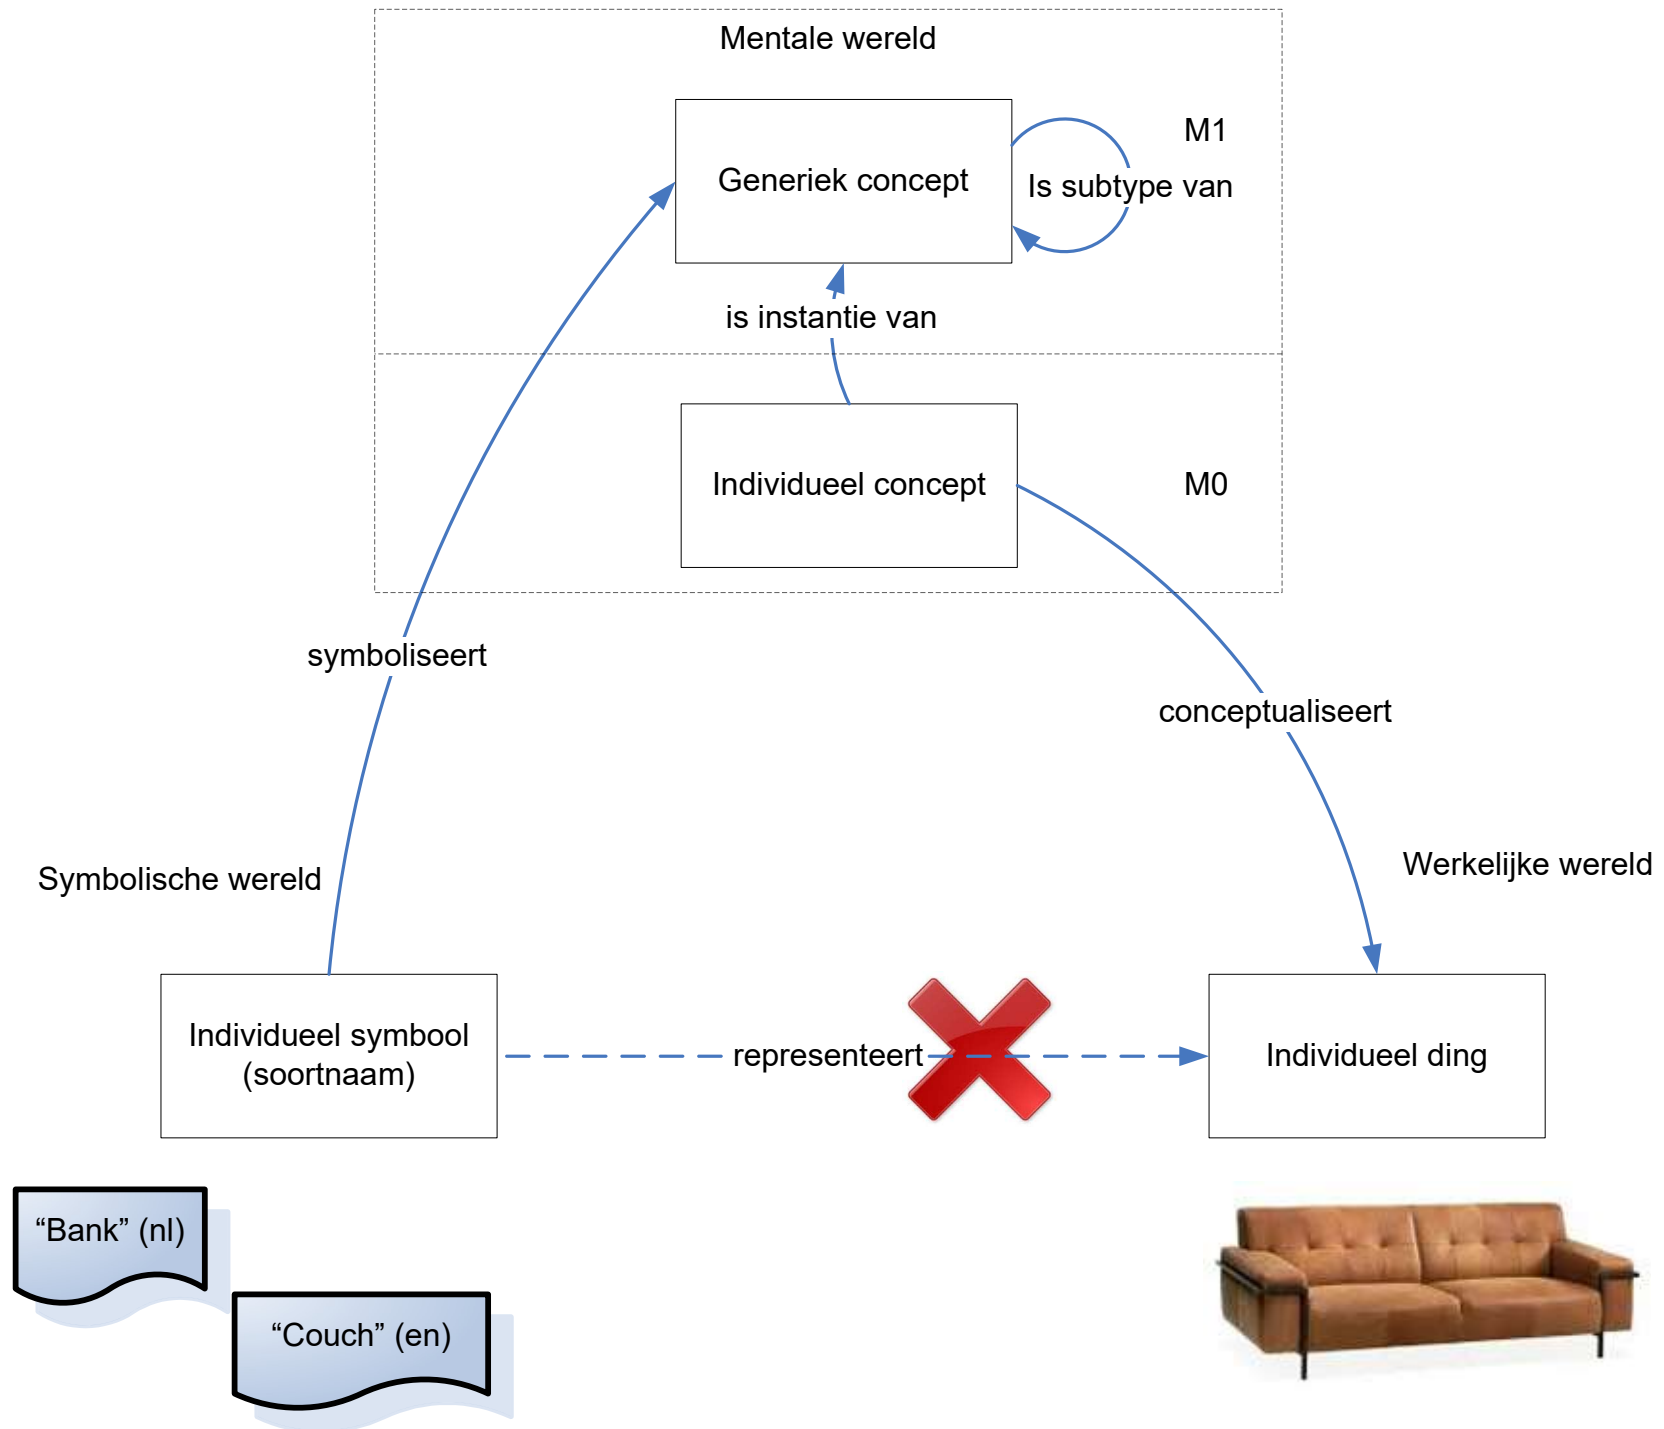 Mentale wereld
M1
Generiek concept
Is subtype van
is instantie van
Individueel concept
M0
symboliseert
conceptualiseert
Symbolische wereld
Werkelijke wereld
Individueel symbool
(soortnaam)
representeert
Individueel ding
“Bank” (nl)
“Couch” (en)